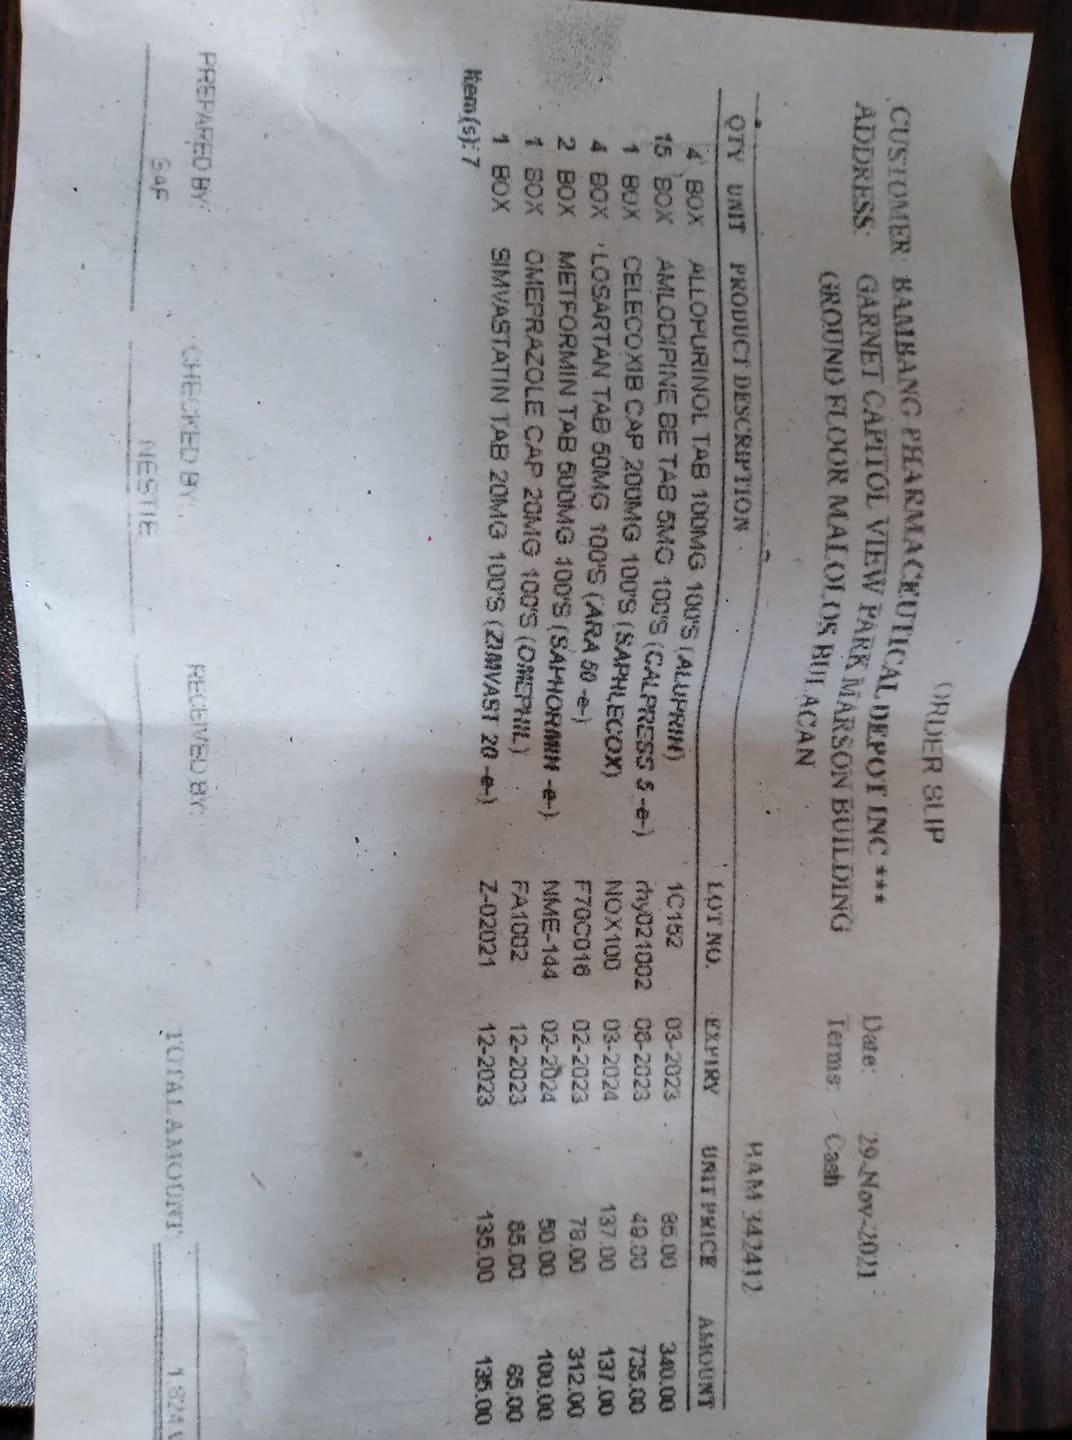 ORDER SLIP
CUSTOMER: BAMBANG PHARMACEUTICAL DEPOT INC ***
Date: 29-Nov-2021
ADDRESS: GARNET CAPITOL VIEW PARK MARSON BUILDING
Terms: Cash
GROUND FLOOR MALOLOS BULACAN
342412
QTY UNIT PRODUCT DESCRIPTION LOT NO. EXPIRY UNIT PRICE AMOUNT
4 BOX ALLOPURINOL TAB 100MG 100'S (ALUPRIN) 1C152 03-2023 85.00 340.00
15 BOX AMLODIPINE BE TAB 5MG 100'S (CALPRESS 5 -e-) rhy021002 08-2023 49.00 735.00
1 BOX CELECOXIB CAP 200MG 100'S (SAPHLECOX) NOX100 03-2024 137.00 137.00
4 BOX LOSARTAN TAB 50MG 100'S (ARA 50 -e-) F70C016 02-2023 78.00 312.00
2 BOX METFORMIN TAB 500MG 100'S (SAPHORMIN -e-) NME-144 02-2024 50.00 100.00
1 BOX OMEPRAZOLE CAP 20MG 100'S (OMEPHIL) FA1002 12-2023 65.00 65.00
1 BOX SIMVASTATIN TAB 20MG 100'S (ZIMVAST 20 -e-) Z-02021 12-2023 135.00 135.00
Item(s): 7
PREPARED BY: CHECKED BY: RECEIVED BY: TOTAL AMOUNT:
NESTIE